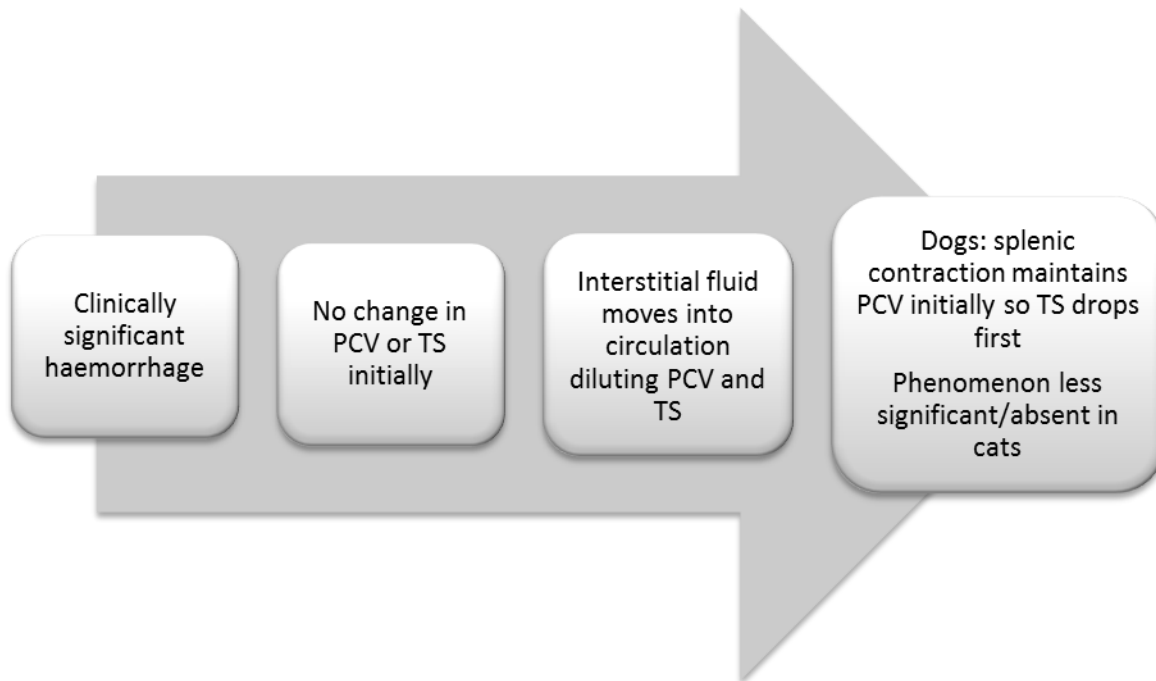 Clinically
significant
haemorrhage
No change in
PCV or TS
initially
Interstitial fluid
moves into
circulation
diluting PCV and
TS
Dogs: splenic
contraction maintains
PCV initially so TS drops
first
Phenomenon less
significant/absent in
cats